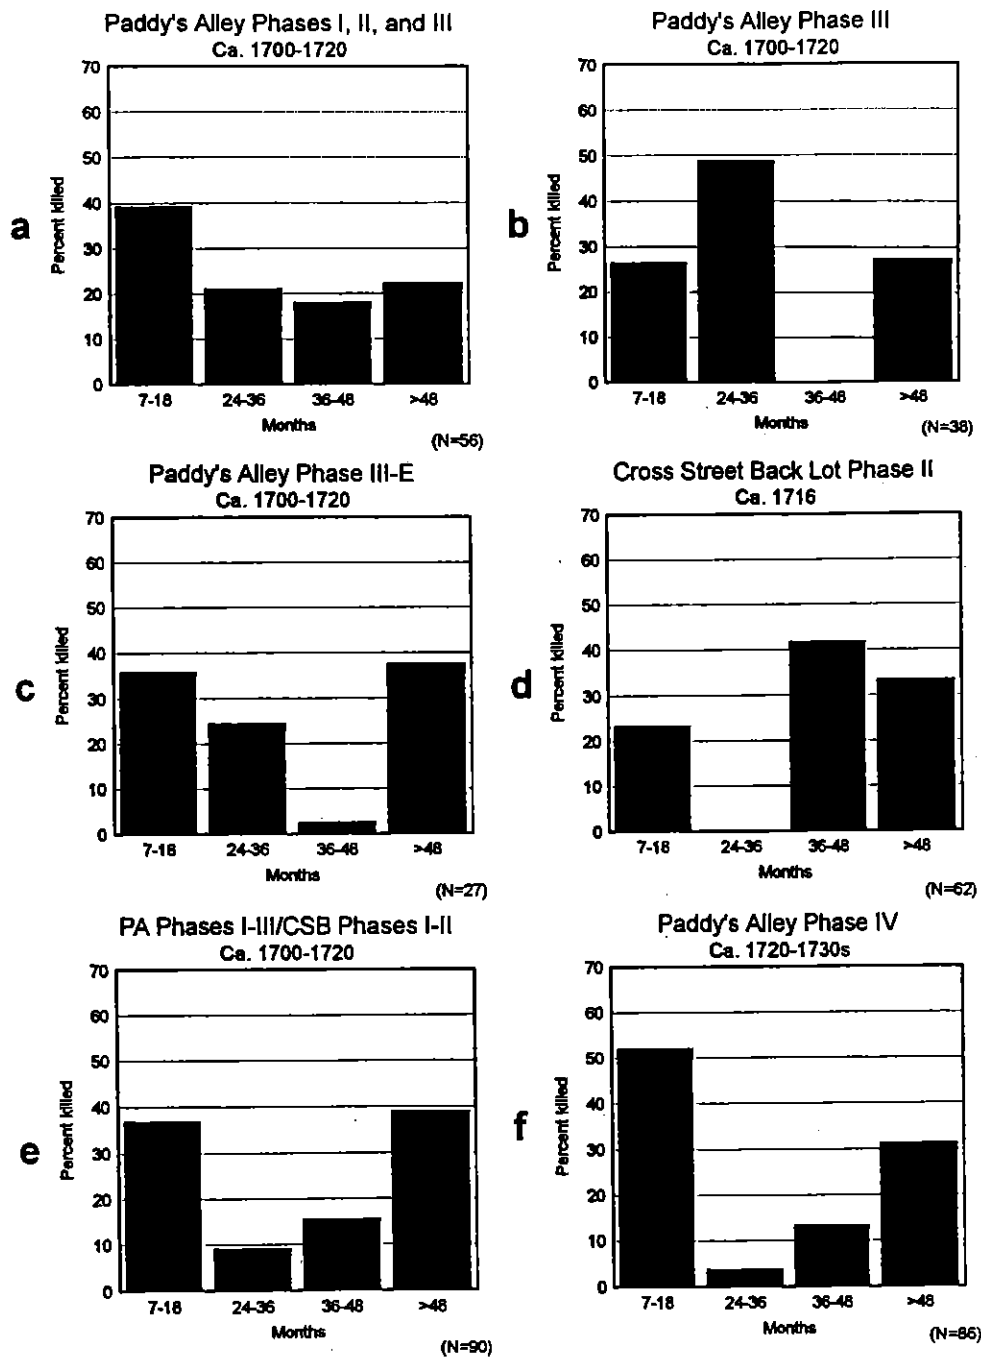 Paddy's Alley Phases I, II, and III
Ca. 1700-1720
70
60
50
40
30
20
10
0
Percent killed
a
7-18 24-36 36-48 >48
Months
(N=56)
Paddy's Alley Phase III
Ca. 1700-1720
70
60
50
40
30
20
10
0
Percent killed
b
7-18 24-36 36-48 >48
Months
(N=38)
Paddy's Alley Phase III-E
Ca. 1700-1720
70
60
50
40
30
20
10
0
Percent killed
c
7-18 24-36 36-48 >48
Months
(N=27)
Cross Street Back Lot Phase II
Ca. 1716
70
60
50
40
30
20
10
0
Percent killed
d
7-18 24-36 36-48 >48
Months
(N=62)
PA Phases I-III/CSB Phases I-II
Ca. 1700-1720
70
60
50
40
30
20
10
0
Percent killed
e
7-18 24-36 36-48 >48
Months
(N=90)
Paddy's Alley Phase IV
Ca. 1720-1730s
70
60
50
40
30
20
10
0
Percent killed
f
7-18 24-36 36-48 >48
Months
(N=86)